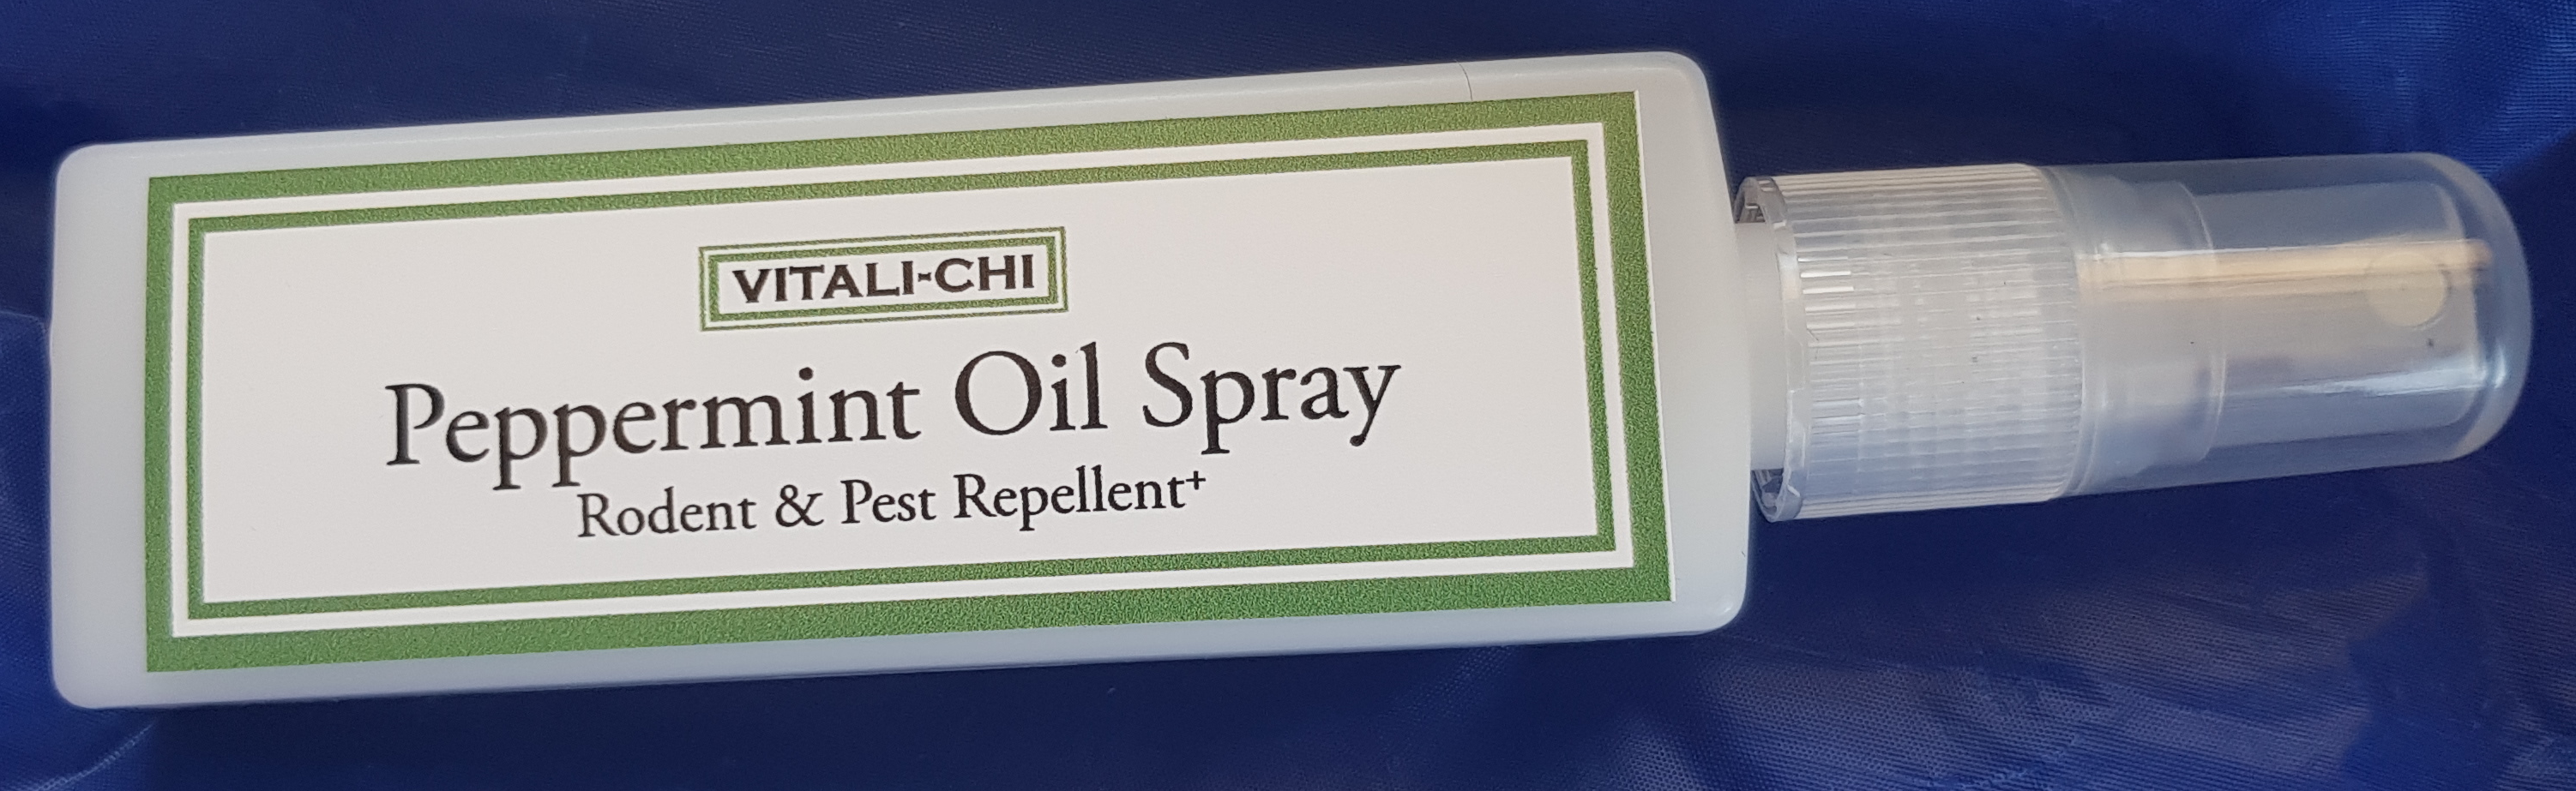 VITALI-CHI
Peppermint Oil Spray
Rodent & Pest Repellent⁺